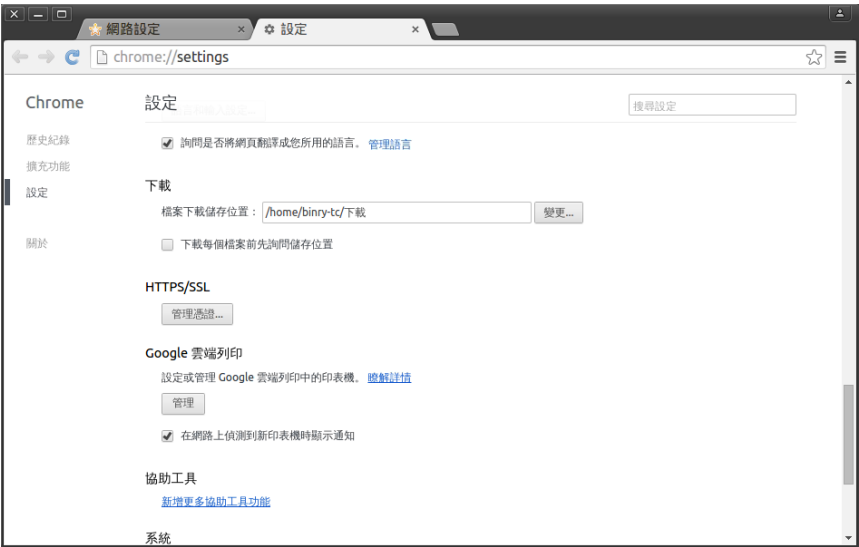 網路設定
設定
chrome://settings
Chrome
設定
搜尋設定
歷史紀錄
擴充功能
設定
關於
詢問是否將網頁翻譯成您所用的語言。 管理語言
下載
檔案下載儲存位置： /home/binry-tc/下載 變更...
下載每個檔案前先詢問儲存位置
HTTPS/SSL
管理憑證...
Google 雲端列印
設定或管理 Google 雲端列印中的印表機。 瞭解詳情
管理
在網路上偵測到新印表機時顯示通知
協助工具
新增更多協助工具功能
系統